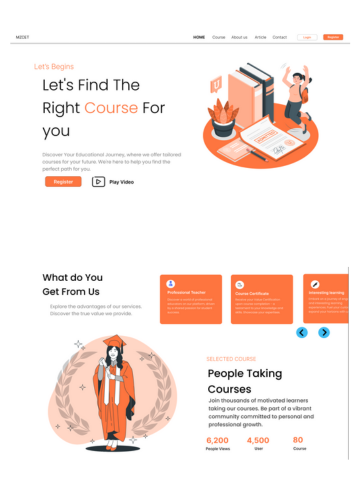 MZDET
HOME Course About us Article Contact Login Register
Let's Begins
Let's Find The
Right Course For
you
Discover Your Educational Journey, where we offer tailored
courses for your future. We're here to help you find the
perfect path for you.
Register Play Video
What do You
Get From Us
Explore the advantages of our services.
Discover the true value we provide.
Professional Teacher
Course Certificate
Interesting learning
SELECTED COURSE
People Taking
Courses
Join thousands of motivated learners
taking our courses. Be part of a vibrant
community committed to personal and
professional growth.
6,200 4,500 80
People Views User Course